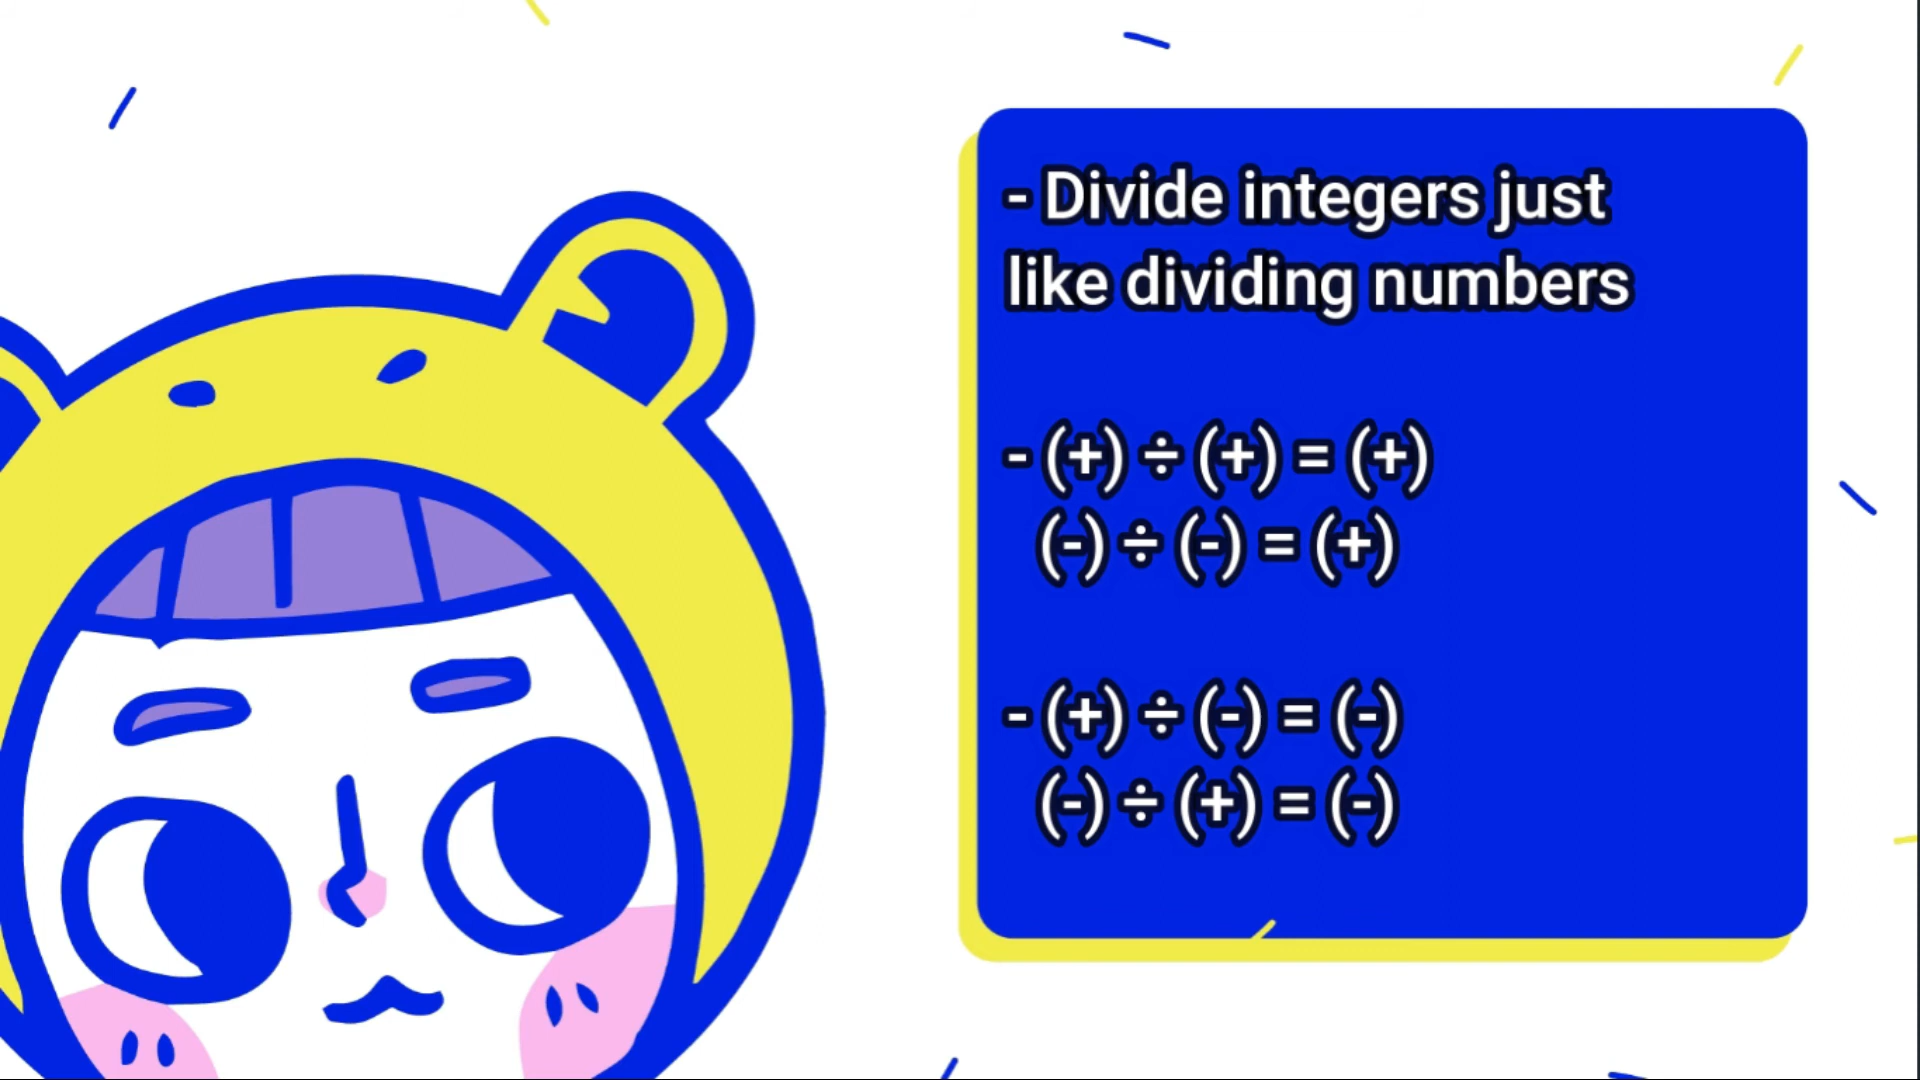 - Divide integers just
like dividing numbers
- (+) ÷ (+) = (+)
(-) ÷ (-) = (+)
- (+) ÷ (-) = (-)
(-) ÷ (+) = (-)